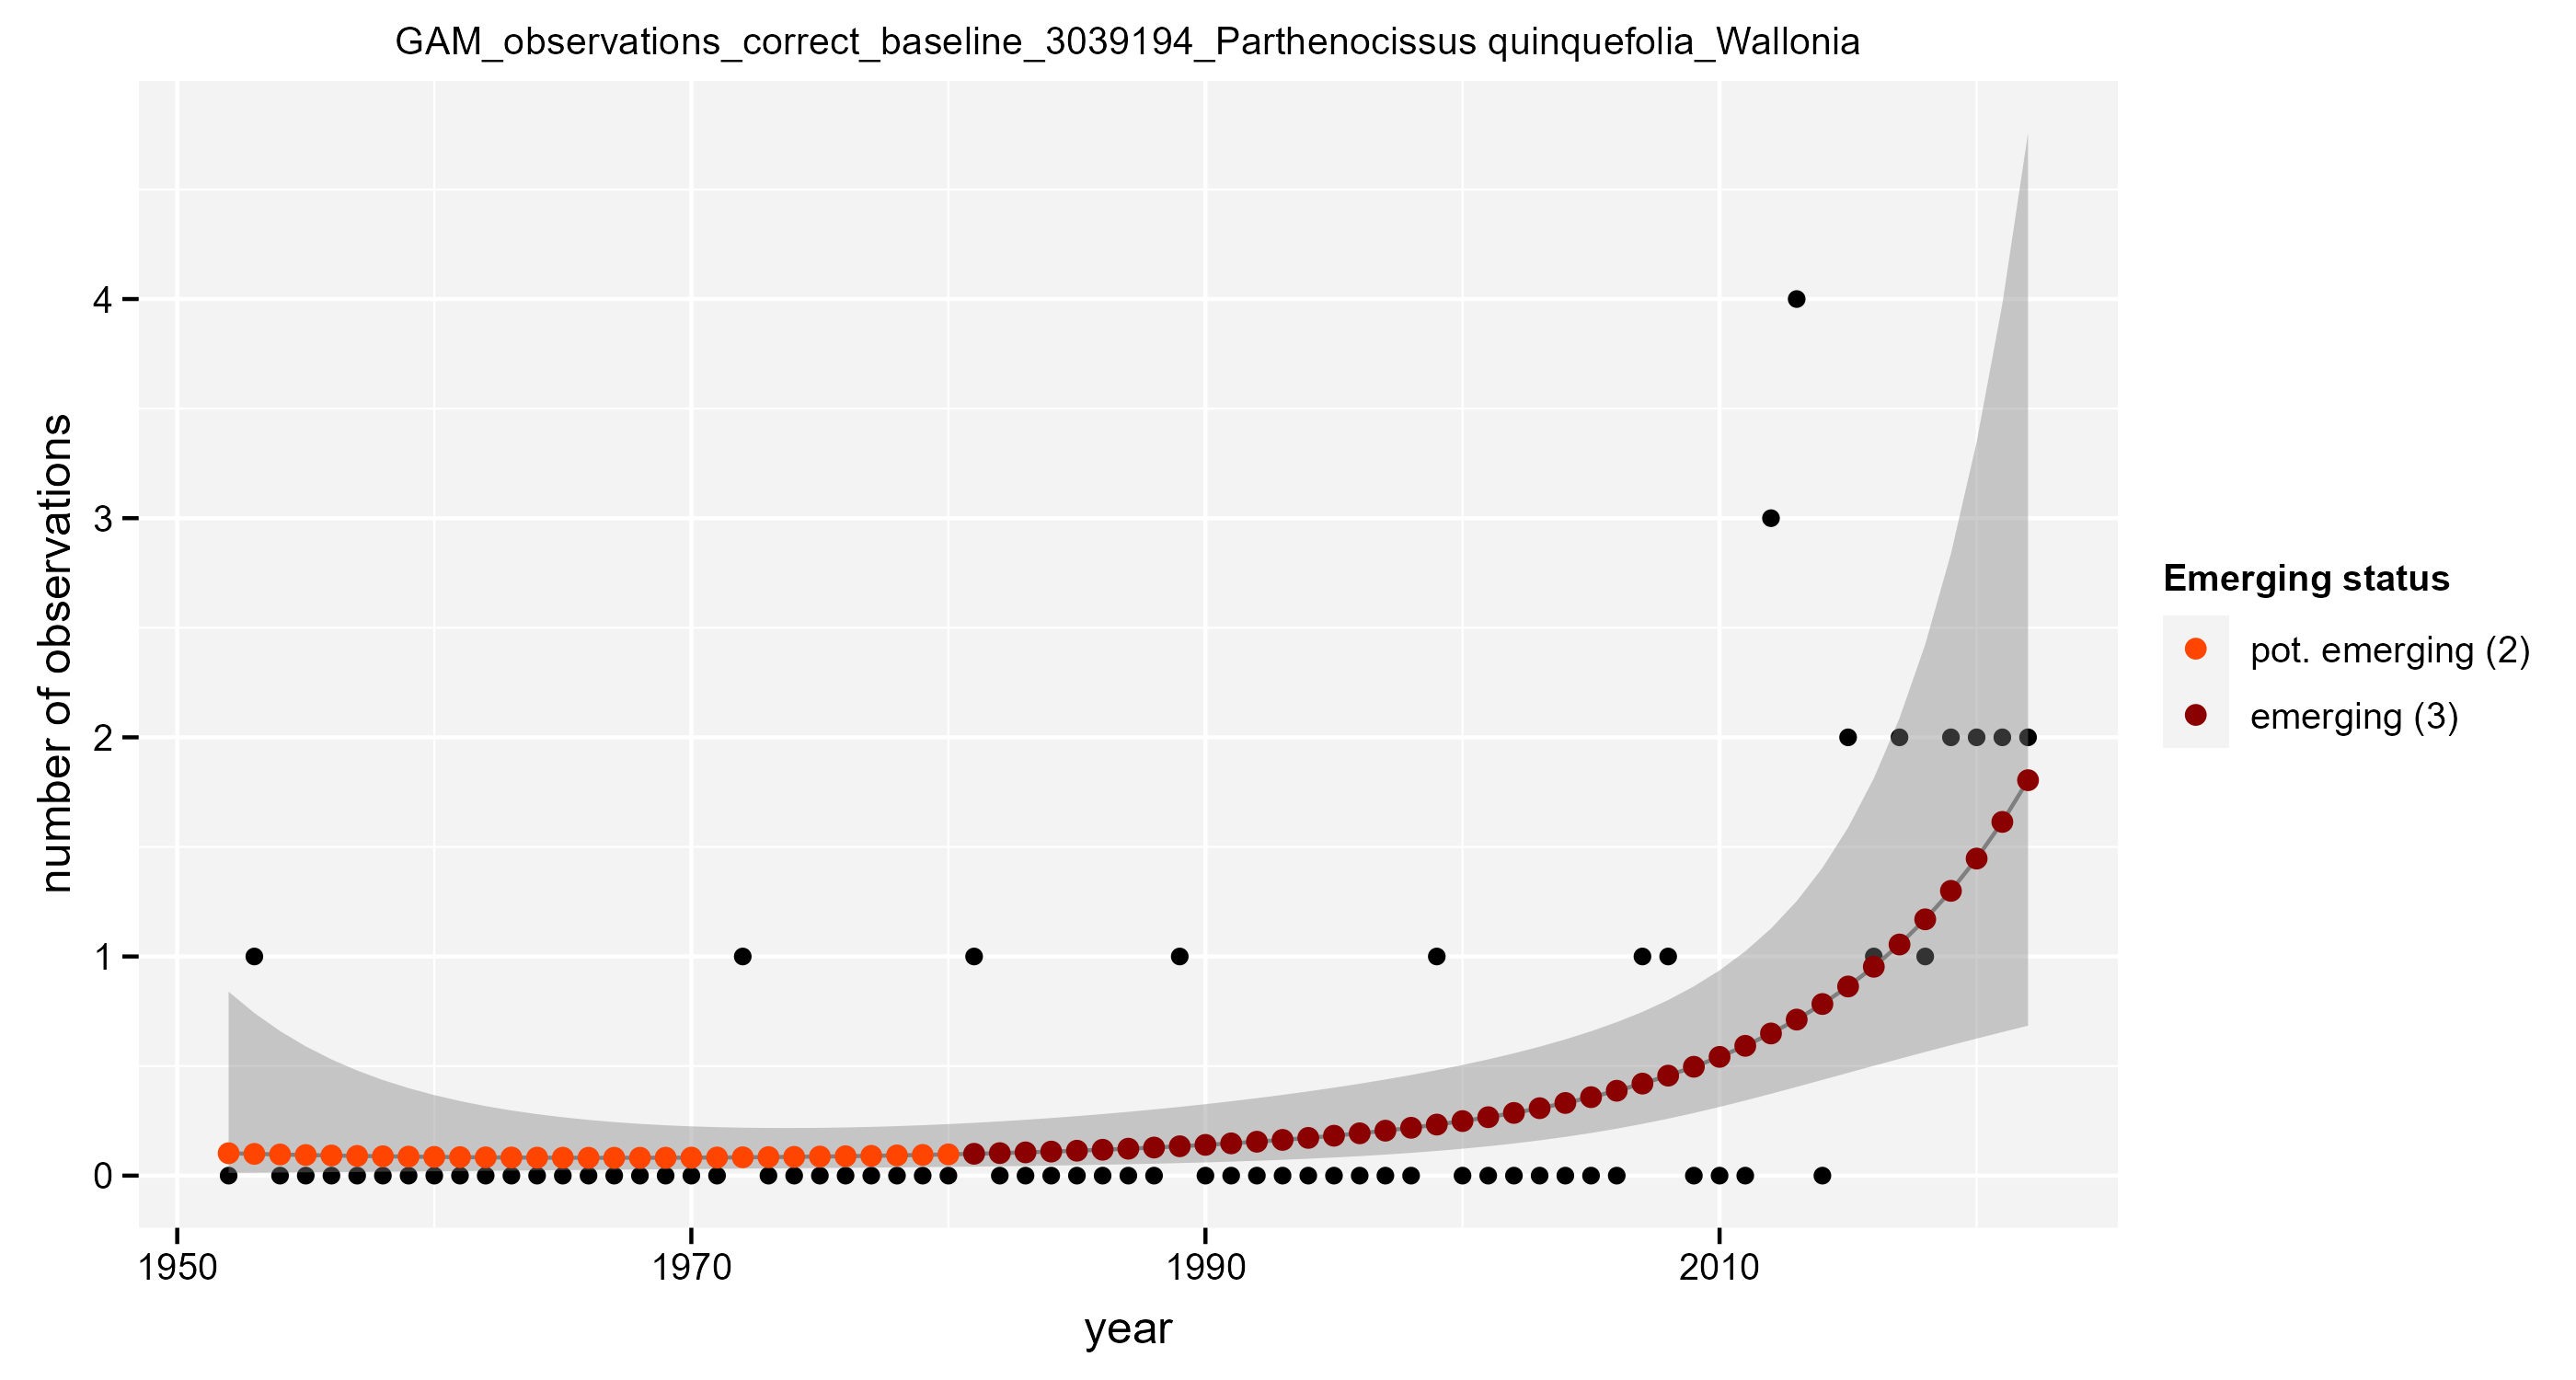 GAM_observations_correct_baseline_3039194_Parthenocissus quinquefolia_Wallonia
number of observations
4
3
2
1
0
1950 1970 1990 2010
year
Emerging status
pot. emerging (2)
emerging (3)